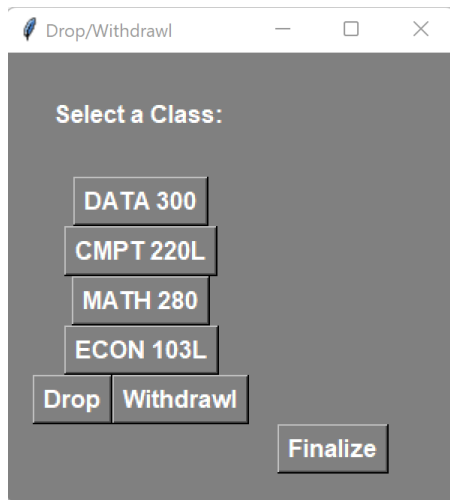 Drop/Withdrawl
Select a Class:
DATA 300
CMPT 220L
MATH 280
ECON 103L
Drop Withdrawl
Finalize